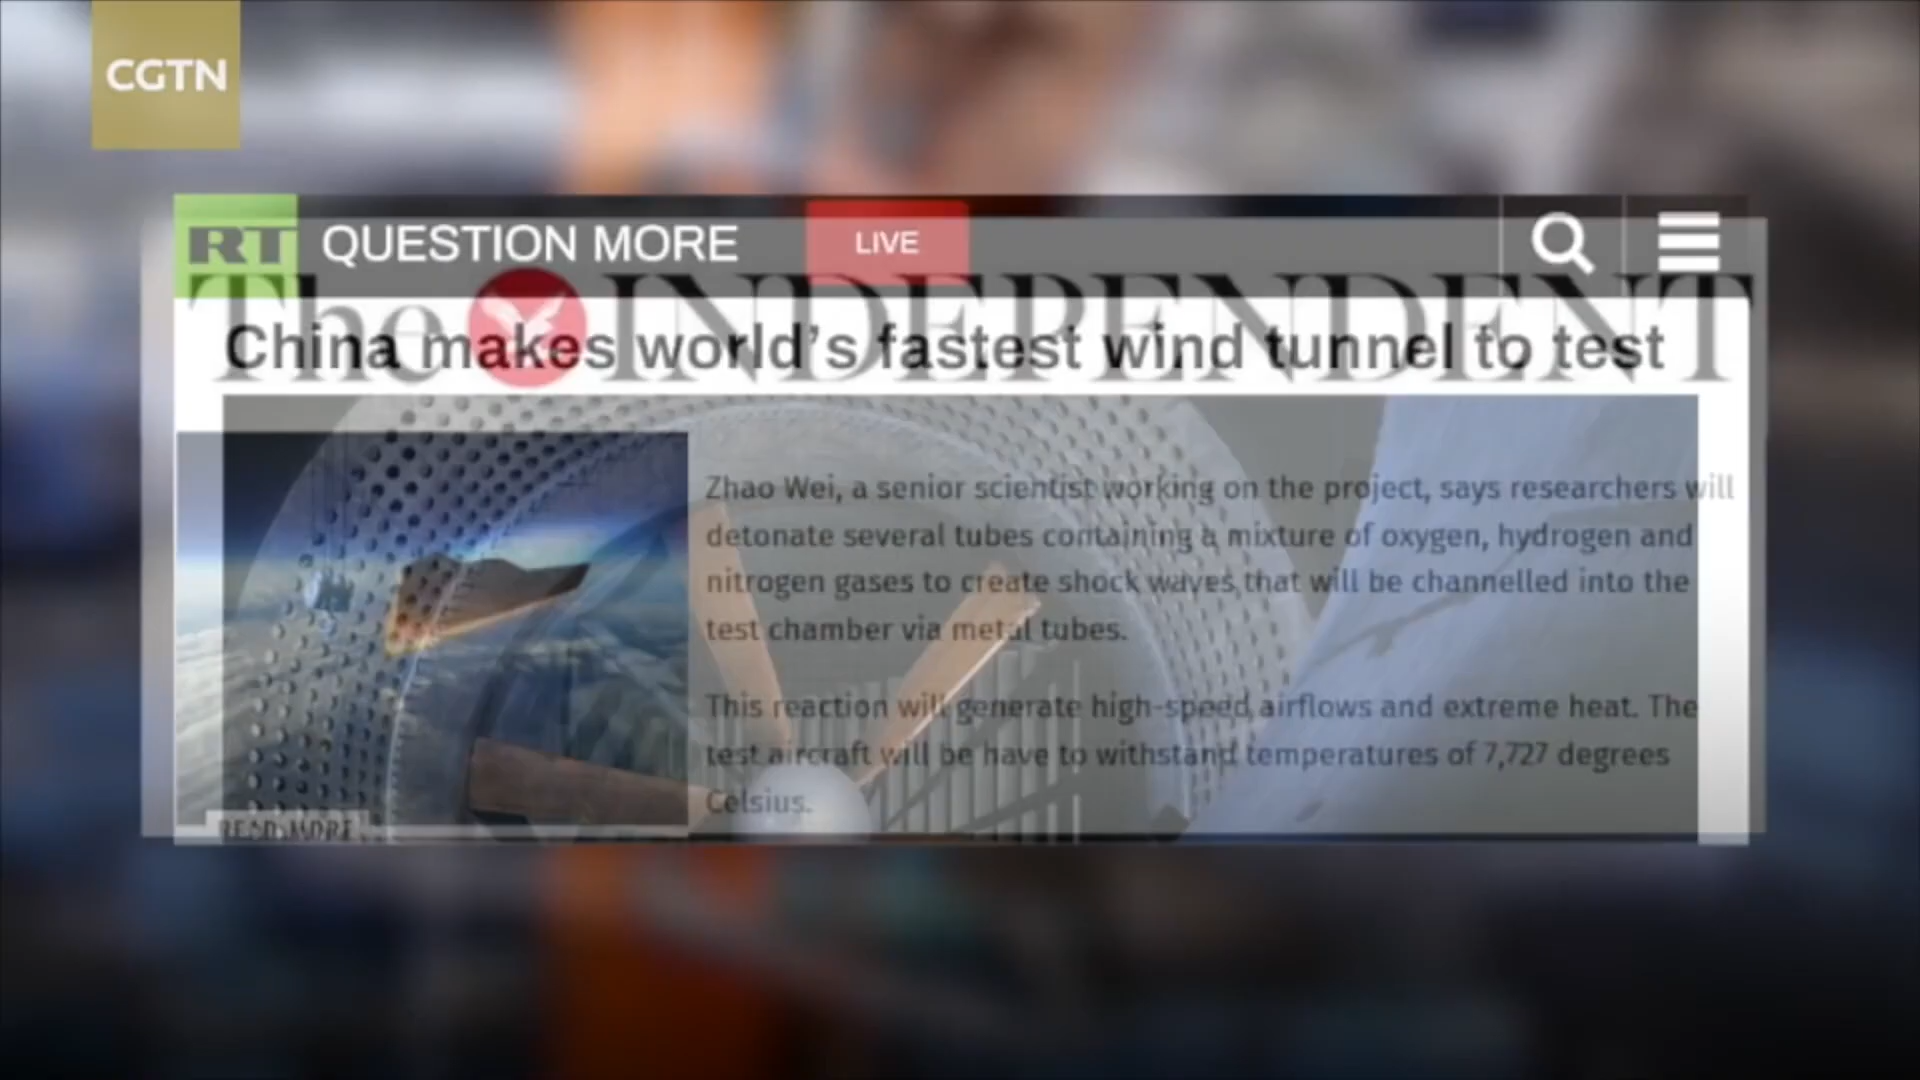 CGTN
RT QUESTION MORE LIVE
The INDEPENDENT
China makes world's fastest wind tunnel to test
Zhao Wei, a senior scientist working on the project, says researchers will
detonate several tubes containing a mixture of oxygen, hydrogen and
nitrogen gases to create shock waves that will be channelled into the
test chamber via metal tubes.
This reaction will generate high-speed airflows and extreme heat. The
test aircraft will be have to withstand temperatures of 7,727 degrees
Celsius.
READ MORE